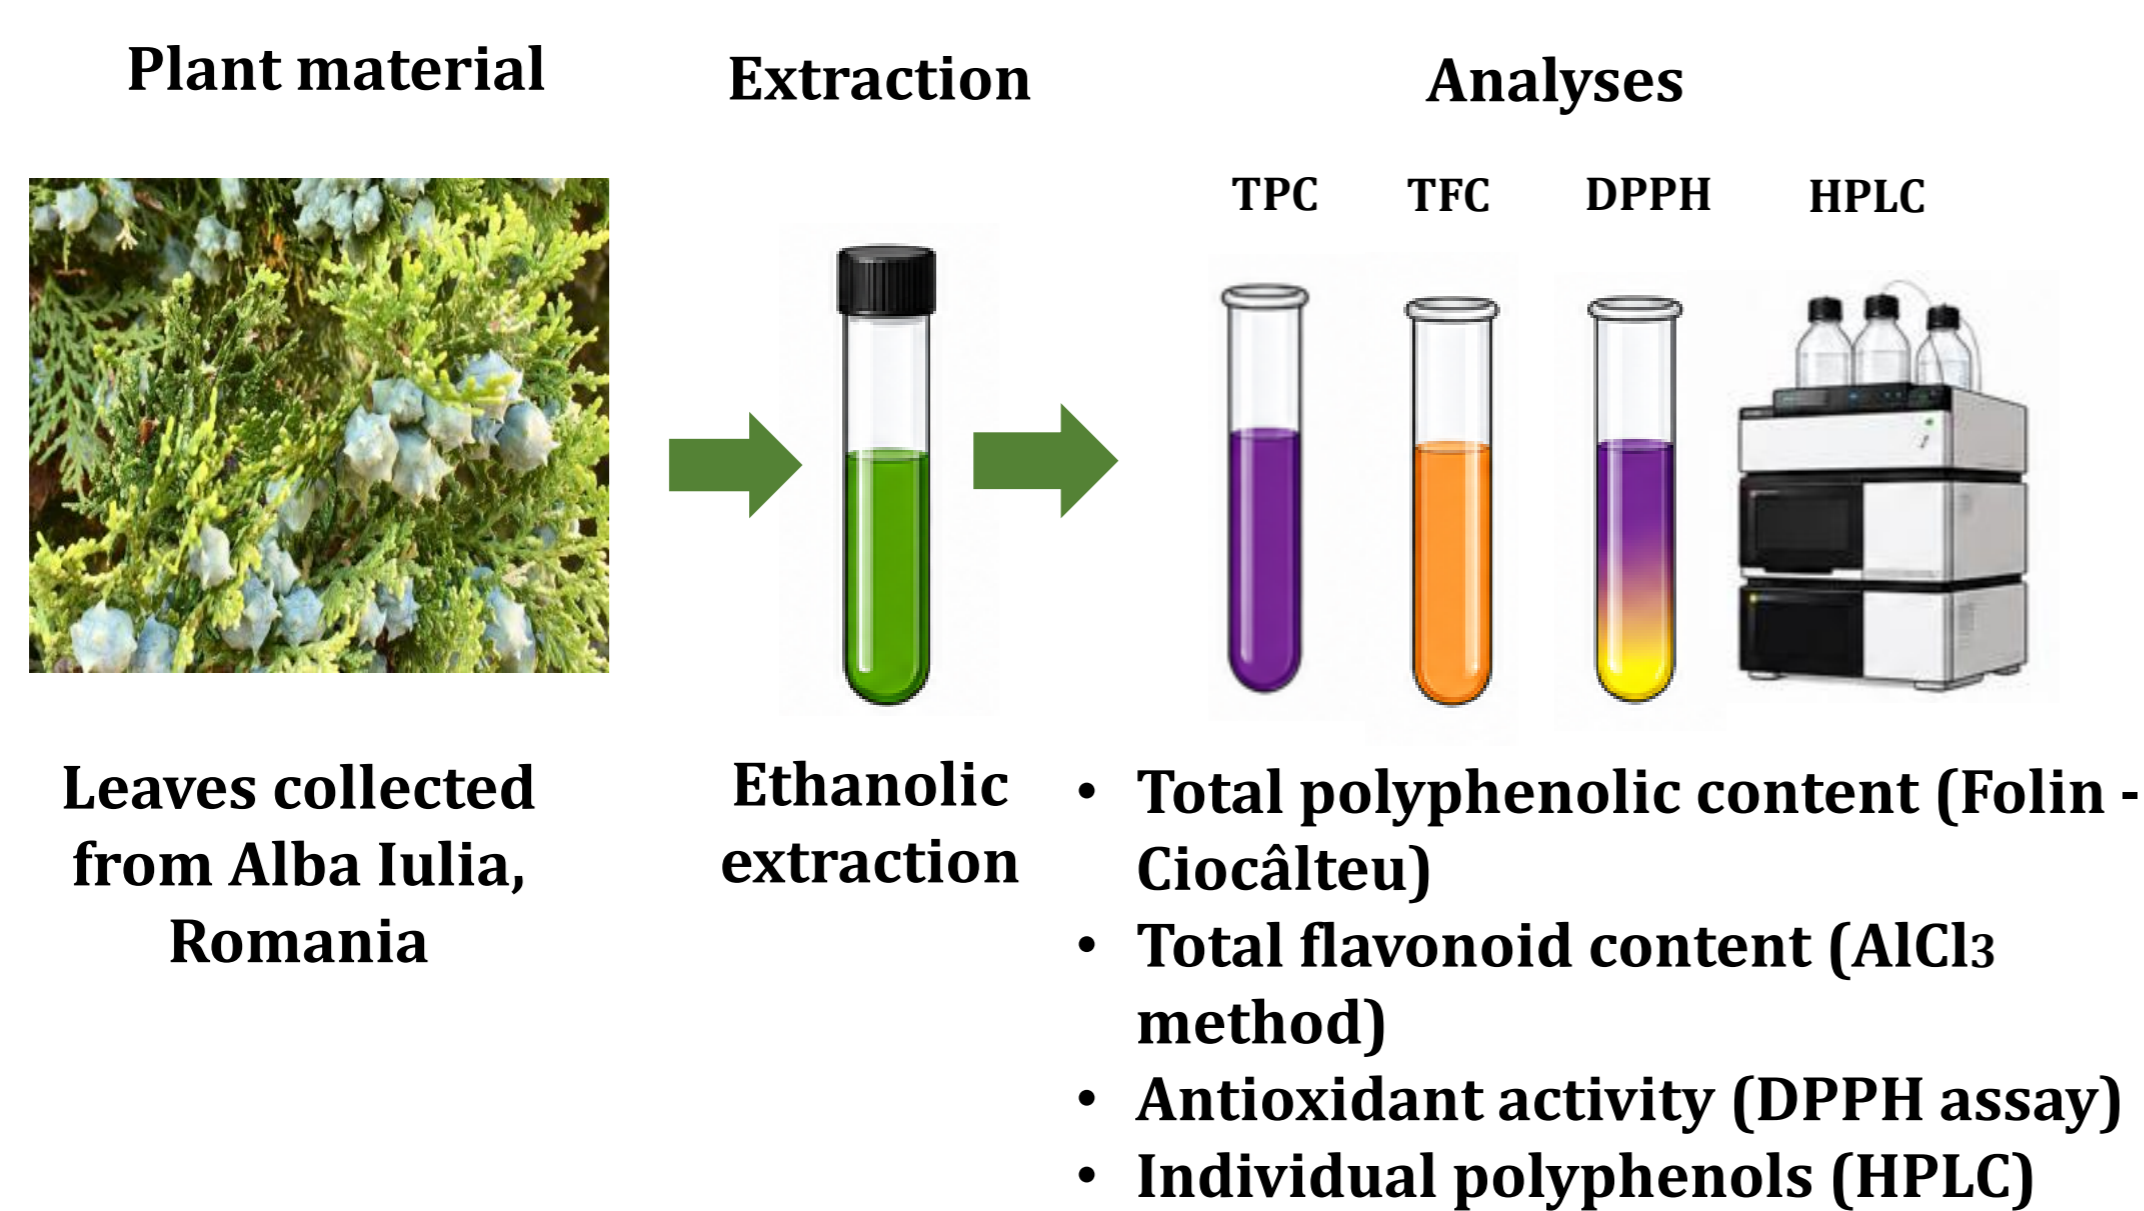 Plant material
Extraction
Analyses
TPC
TFC
DPPH
HPLC
Leaves collected
from Alba Iulia,
Romania
Ethanolic
extraction
• Total polyphenolic content (Folin -
Ciocâlteu)
• Total flavonoid content (AlCl3
method)
• Antioxidant activity (DPPH assay)
• Individual polyphenols (HPLC)